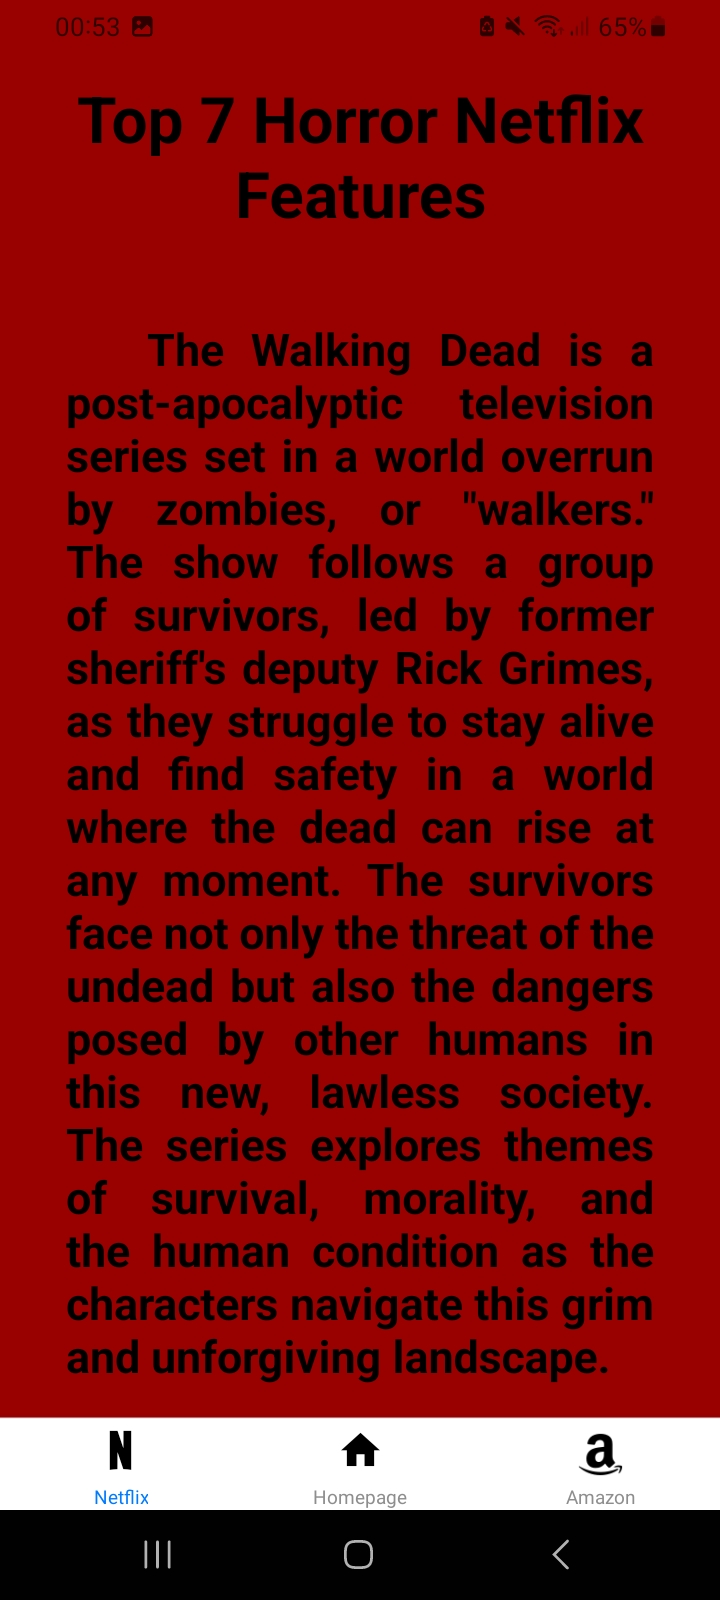 00:53 65%
Top 7 Horror Netflix
Features
The Walking Dead is a
post-apocalyptic television
series set in a world overrun
by zombies, or "walkers."
The show follows a group
of survivors, led by former
sheriff's deputy Rick Grimes,
as they struggle to stay alive
and find safety in a world
where the dead can rise at
any moment. The survivors
face not only the threat of the
undead but also the dangers
posed by other humans in
this new, lawless society.
The series explores themes
of survival, morality, and
the human condition as the
characters navigate this grim
and unforgiving landscape.
Netflix Homepage Amazon